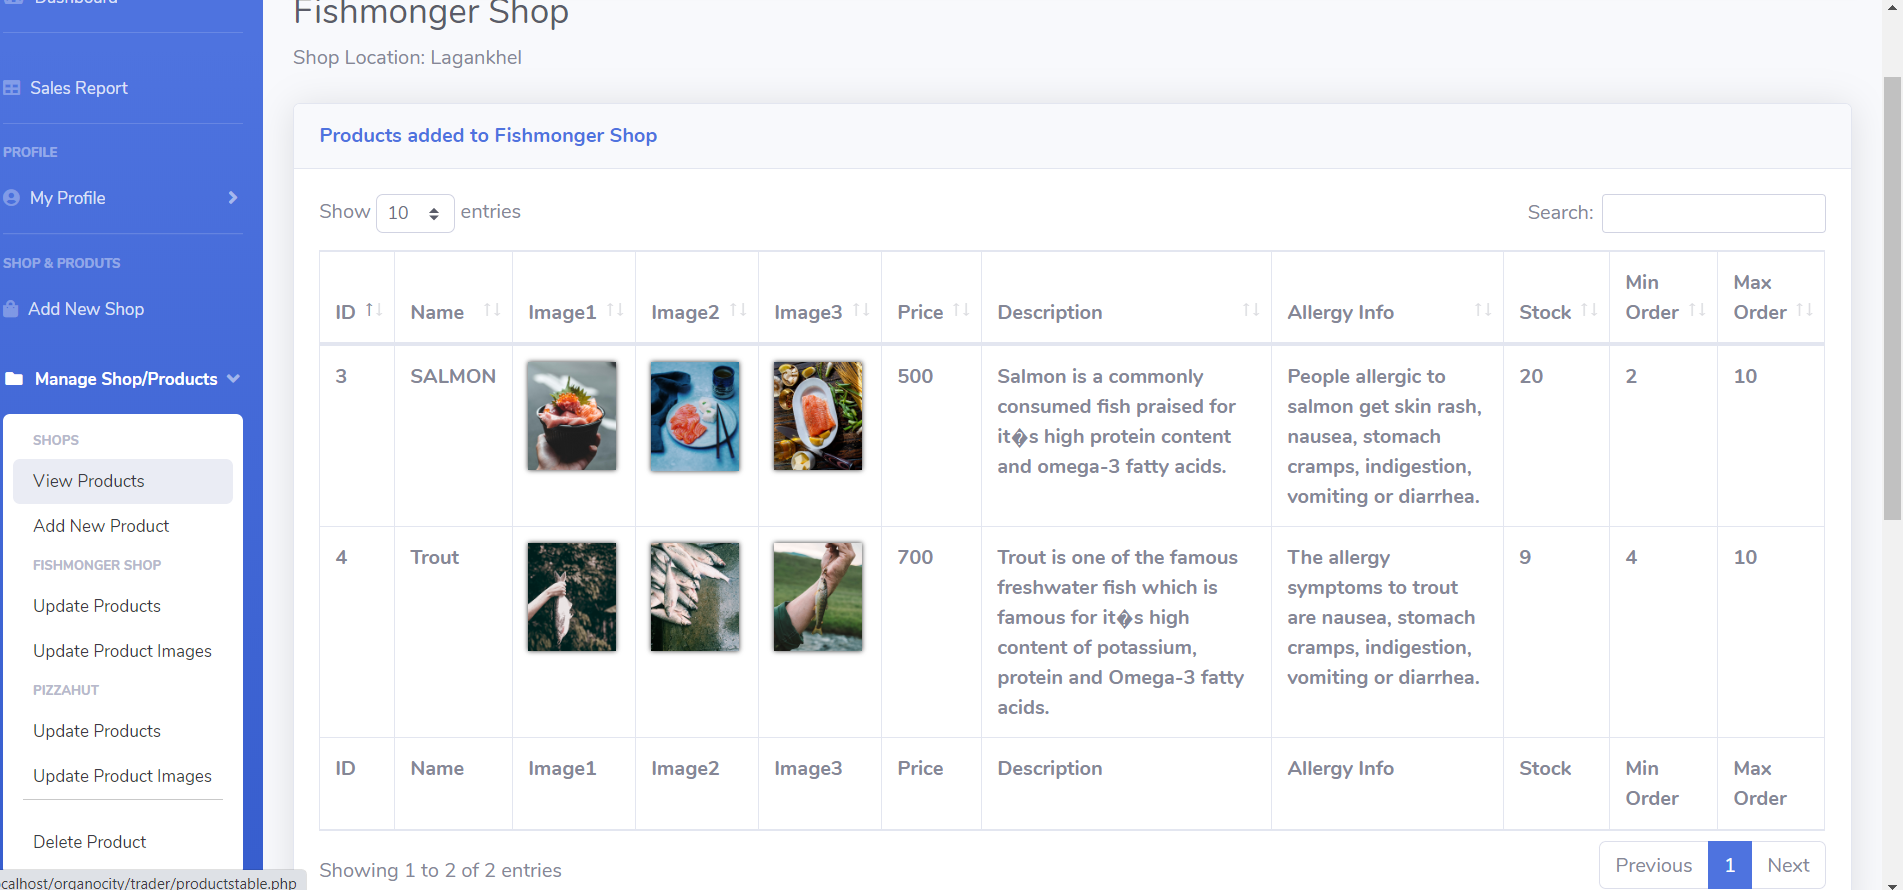 Dashboard
Sales Report
PROFILE
My Profile
SHOP & PRODUTS
Add New Shop
Manage Shop/Products
SHOPS
View Products
Add New Product
FISHMONGER SHOP
Update Products
Update Product Images
PIZZAHUT
Update Products
Update Product Images
Delete Product
calhost/organocity/trader/productstable.php
Fishmonger Shop
Shop Location: Lagankhel
Products added to Fishmonger Shop
Show 10 entries
Search:
ID
Name
Image1
Image2
Image3
Price
Description
Allergy Info
Stock
Min
Order
Max
Order
3
SALMON
500
Salmon is a commonly
consumed fish praised for
it�s high protein content
and omega-3 fatty acids.
People allergic to
salmon get skin rash,
nausea, stomach
cramps, indigestion,
vomiting or diarrhea.
20
2
10
4
Trout
700
Trout is one of the famous
freshwater fish which is
famous for it�s high
content of potassium,
protein and Omega-3 fatty
acids.
The allergy
symptoms to trout
are nausea, stomach
cramps, indigestion,
vomiting or diarrhea.
9
4
10
ID
Name
Image1
Image2
Image3
Price
Description
Allergy Info
Stock
Min
Order
Max
Order
Showing 1 to 2 of 2 entries
Previous
1
Next